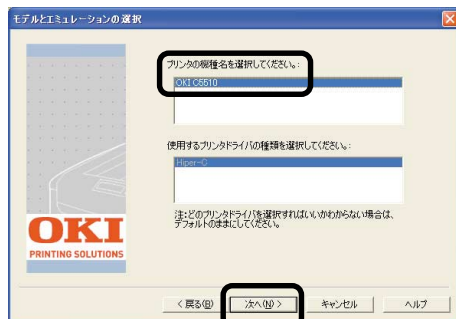 モデルとエミュレーションの選択
プリンタの機種名を選択してください。:
OKI C5510
使用するプリンタドライバの種類を選択してください。:
Hiper-C
注:どのプリンタドライバを選択すればいいかわからない場合は、
デフォルトのままにしてください。
OKI
PRINTING SOLUTIONS
< 戻る(B) 次へ(N) > キャンセル ヘルプ